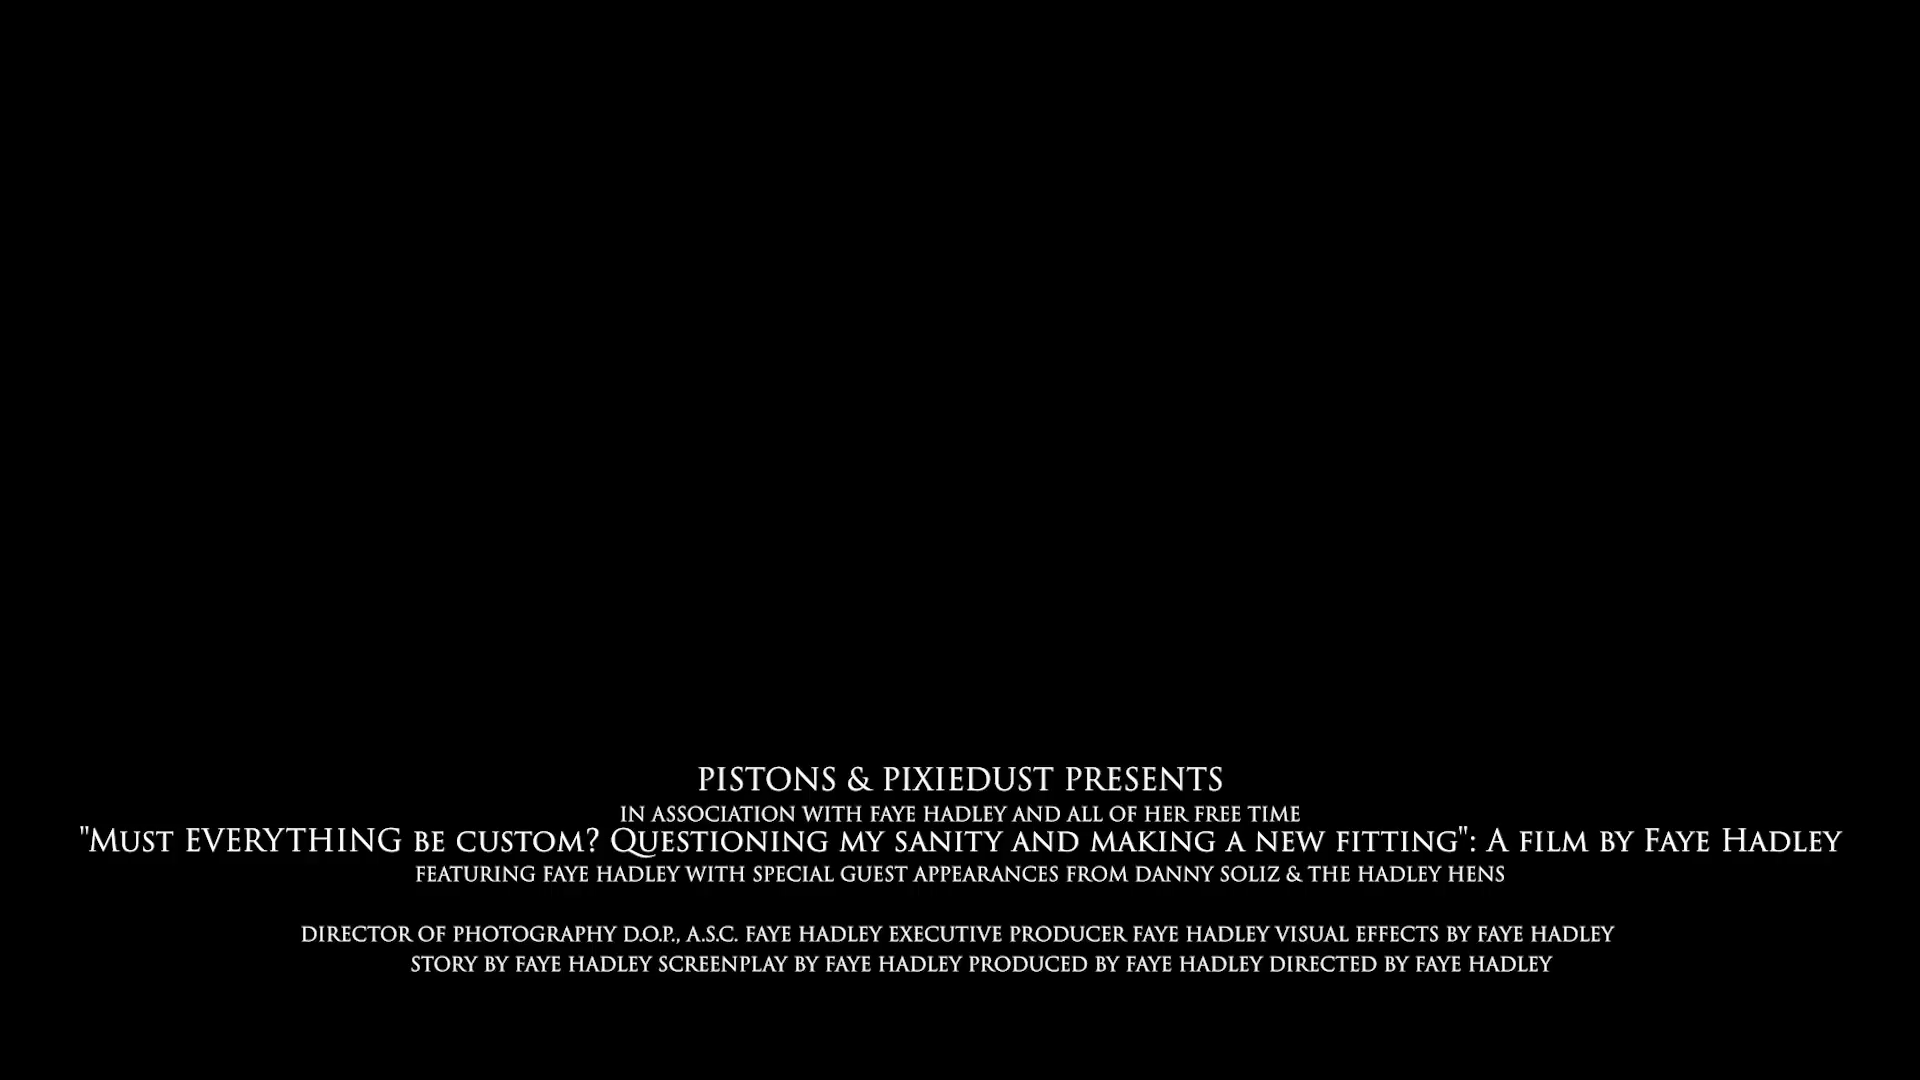 PISTONS & PIXIEDUST PRESENTS
IN ASSOCIATION WITH FAYE HADLEY AND ALL OF HER FREE TIME
"Must EVERYTHING be custom? Questioning my sanity and making a new fitting": A film by Faye Hadley
FEATURING FAYE HADLEY WITH SPECIAL GUEST APPEARANCES FROM DANNY SOLIZ & THE HADLEY HENS
DIRECTOR OF PHOTOGRAPHY D.O.P., A.S.C. FAYE HADLEY EXECUTIVE PRODUCER FAYE HADLEY VISUAL EFFECTS BY FAYE HADLEY
STORY BY FAYE HADLEY SCREENPLAY BY FAYE HADLEY PRODUCED BY FAYE HADLEY DIRECTED BY FAYE HADLEY